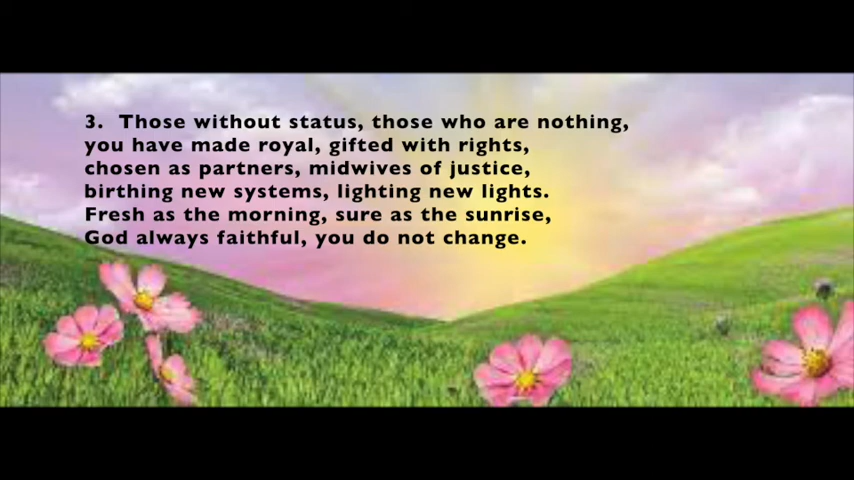 3. Those without status, those who are nothing,
you have made royal, gifted with rights,
chosen as partners, midwives of justice,
birthing new systems, lighting new lights.
Fresh as the morning, sure as the sunrise,
God always faithful, you do not change.